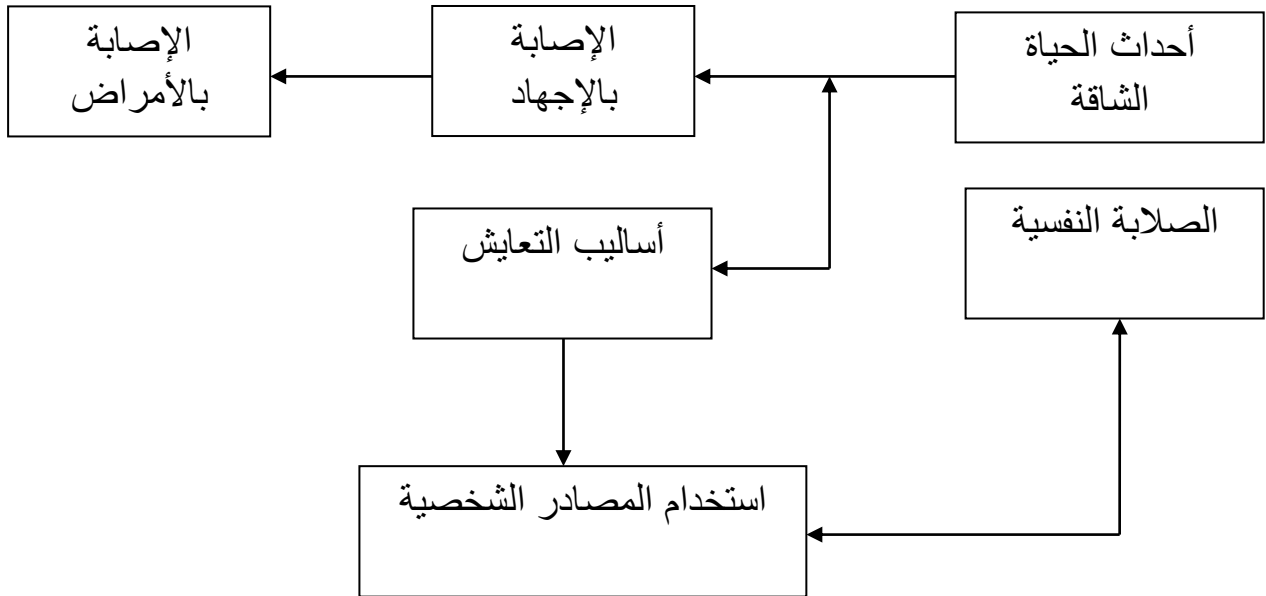 أحداث الحياة
الشاقة
الإصابة
بالإجهاد
الإصابة
بالأمراض
الصلابة النفسية
أساليب التعايش
استخدام المصادر الشخصية